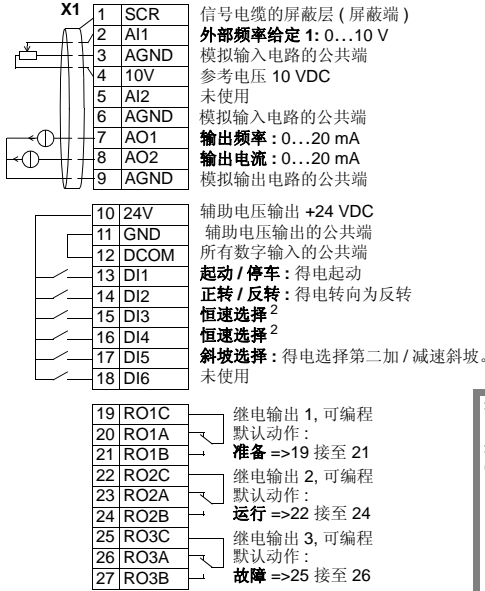 X1
1 SCR 信号电缆的屏蔽层 ( 屏蔽端 )
2 AI1 外部频率给定 1: 0…10 V
3 AGND 模拟输入电路的公共端
4 10V 参考电压 10 VDC
5 AI2 未使用
6 AGND 模拟输入电路的公共端
7 AO1 输出频率 : 0…20 mA
8 AO2 输出电流 : 0…20 mA
9 AGND 模拟输出电路的公共端
10 24V 辅助电压输出 +24 VDC
11 GND 辅助电压输出的公共端
12 DCOM 所有数字输入的公共端
13 DI1 起动 / 停车 : 得电起动
14 DI2 正转 / 反转 : 得电转向为反转
15 DI3 恒速选择 2
16 DI4 恒速选择 2
17 DI5 斜坡选择 : 得电选择第二加 / 减速斜坡。
18 DI6 未使用
19 RO1C 继电输出 1, 可编程
20 RO1A 默认动作 :
21 RO1B 准备 =>19 接至 21
22 RO2C 继电输出 2, 可编程
23 RO2A 默认动作 :
24 RO2B 运行 =>22 接至 24
25 RO3C 继电输出 3, 可编程
26 RO3A 默认动作 :
27 RO3B 故障 =>25 接至 26